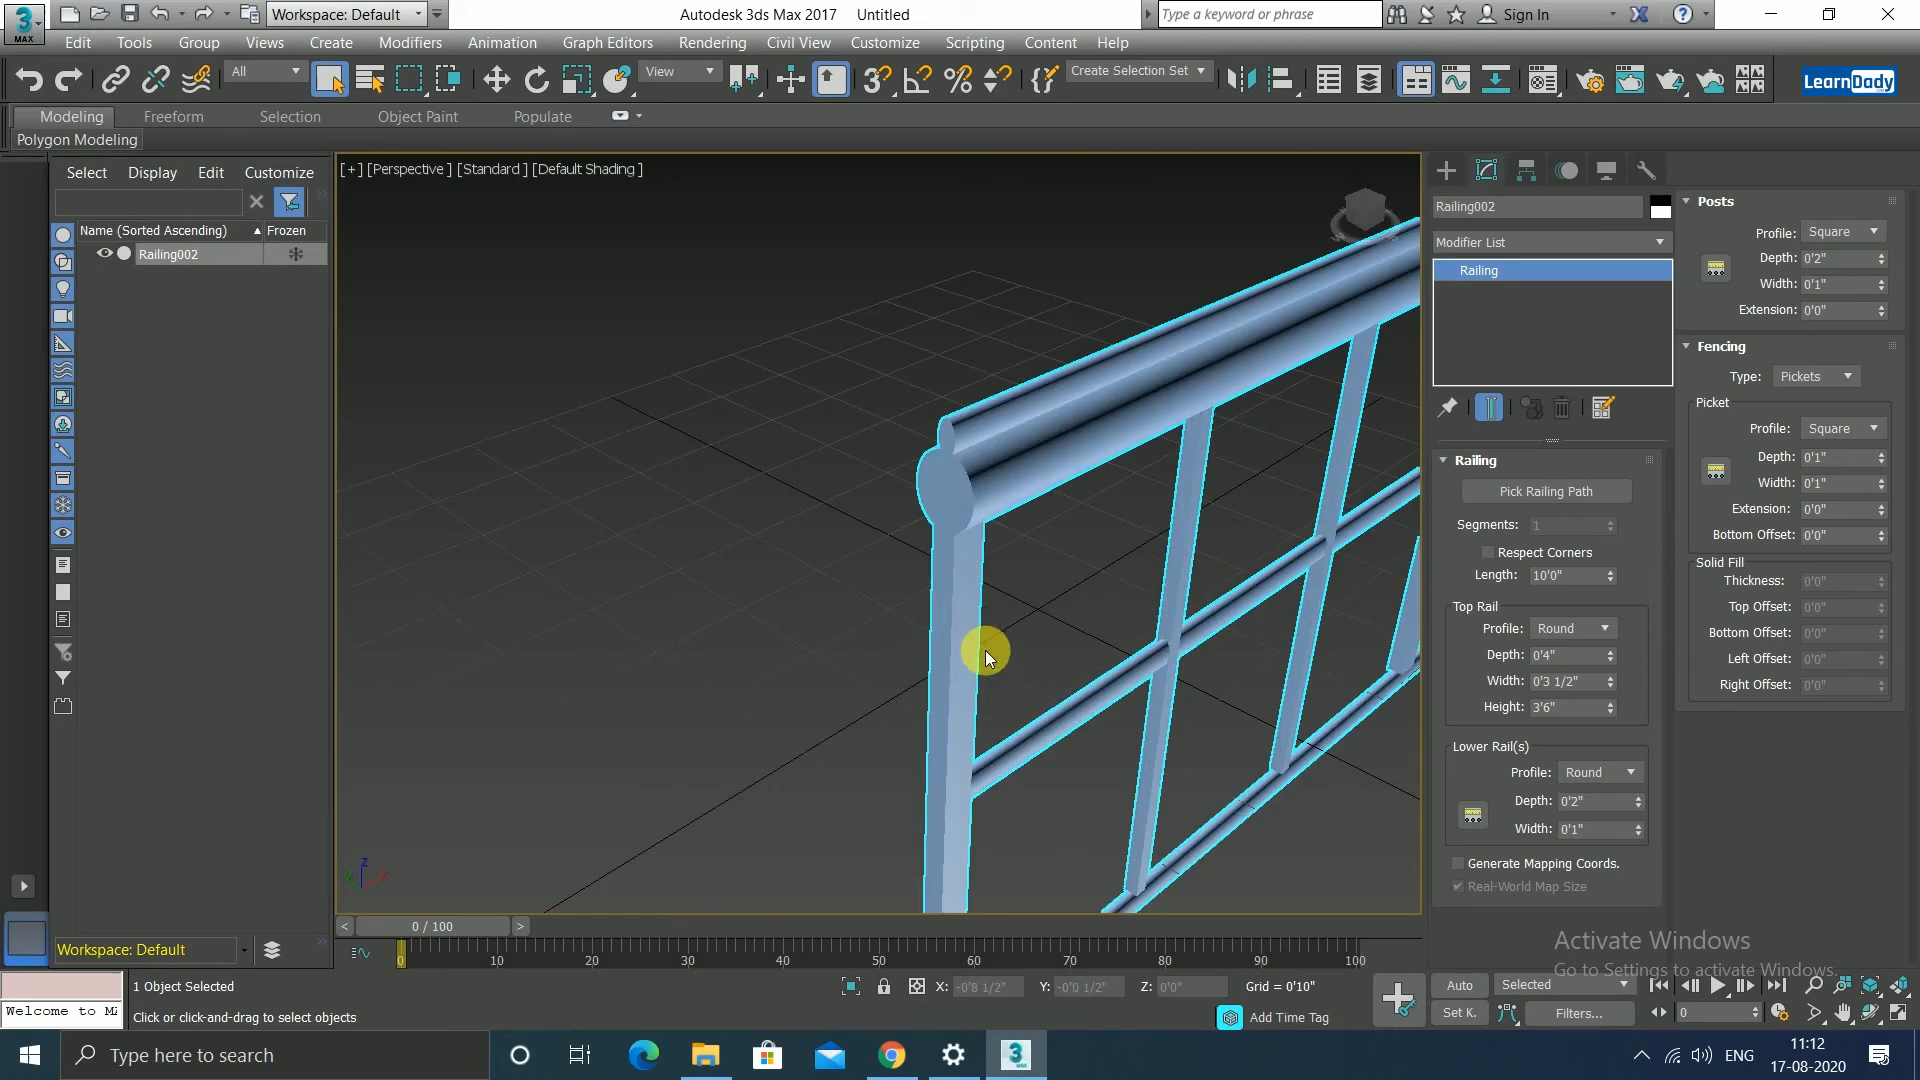 Workspace: Default
Autodesk 3ds Max 2017 Untitled
Type a keyword or phrase
Sign In
MAX
Edit Tools Group Views Create Modifiers Animation Graph Editors Rendering Civil View Customize Scripting Content Help
All
View
Create Selection Set
LearnDady
Modeling Freeform Selection Object Paint Populate
Polygon Modeling
Select Display Edit Customize
Name (Sorted Ascending) Frozen
Railing002
[+] [Perspective ] [Standard ] [Default Shading ]
Railing002
Modifier List
Railing
Railing
Pick Railing Path
Segments: 1
Respect Corners
Length: 10'0"
Top Rail
Profile: Round
Depth: 0'4"
Width: 0'3 1/2"
Height: 3'6"
Lower Rail(s)
Profile: Round
Depth: 0'2"
Width: 0'1"
Generate Mapping Coords.
Real-World Map Size
Posts
Profile: Square
Depth: 0'2"
Width: 0'1"
Extension: 0'0"
Fencing
Type: Pickets
Picket
Profile: Square
Depth: 0'1"
Width: 0'1"
Extension: 0'0"
Bottom Offset: 0'0"
Solid Fill
Thickness: 0'0"
Top Offset: 0'0"
Bottom Offset: 0'0"
Left Offset: 0'0"
Right Offset: 0'0"
z
x
Activate Windows
Go to Settings to activate Windows.
Workspace: Default
< 0 / 100 >
0 10 20 30 40 50 60 70 80 90 100
1 Object Selected
X: -0'8 1/2" Y: -0'0 1/2" Z: 0'0" Grid = 0'10"
Auto Selected
Welcome to MA
Click or click-and-drag to select objects
Add Time Tag
Set K. Filters... 0
Type here to search
3
MAX
ENG
11:12
17-08-2020